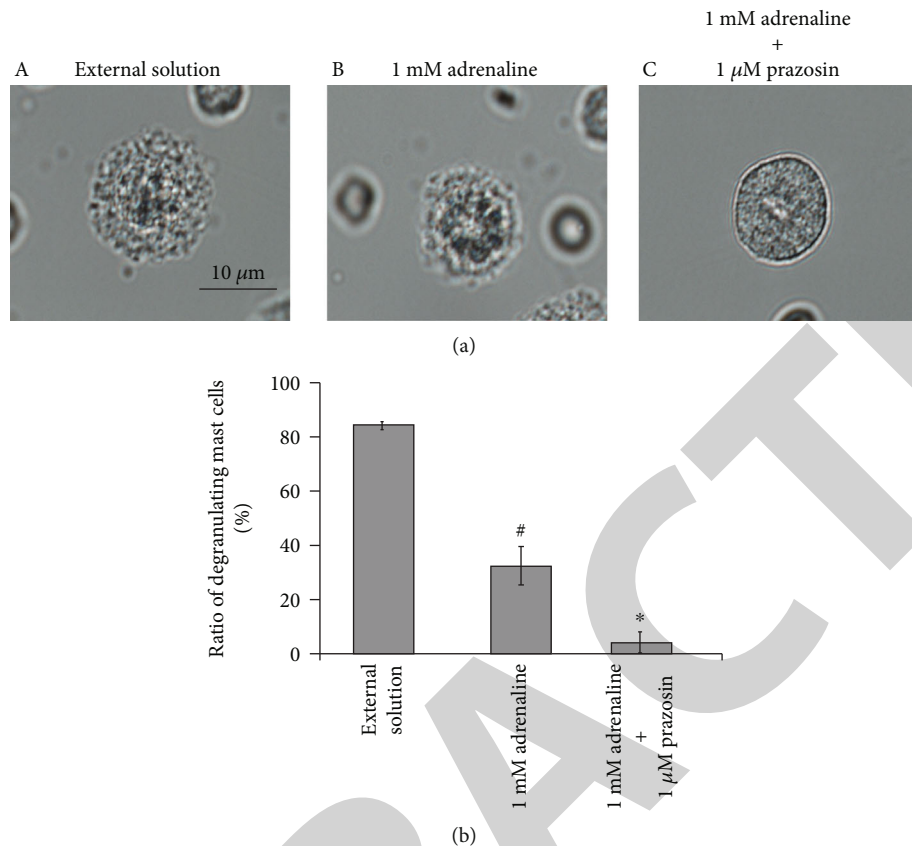 1 mM adrenaline
+
1 μM prazosin
A External solution
B 1 mM adrenaline
C
10 μm
(a)
Ratio of degranulating mast cells
(%)
100
80
60
40
20
0
#
*
External
solution
1 mM adrenaline
1 mM adrenaline
+
1 μM prazosin
(b)